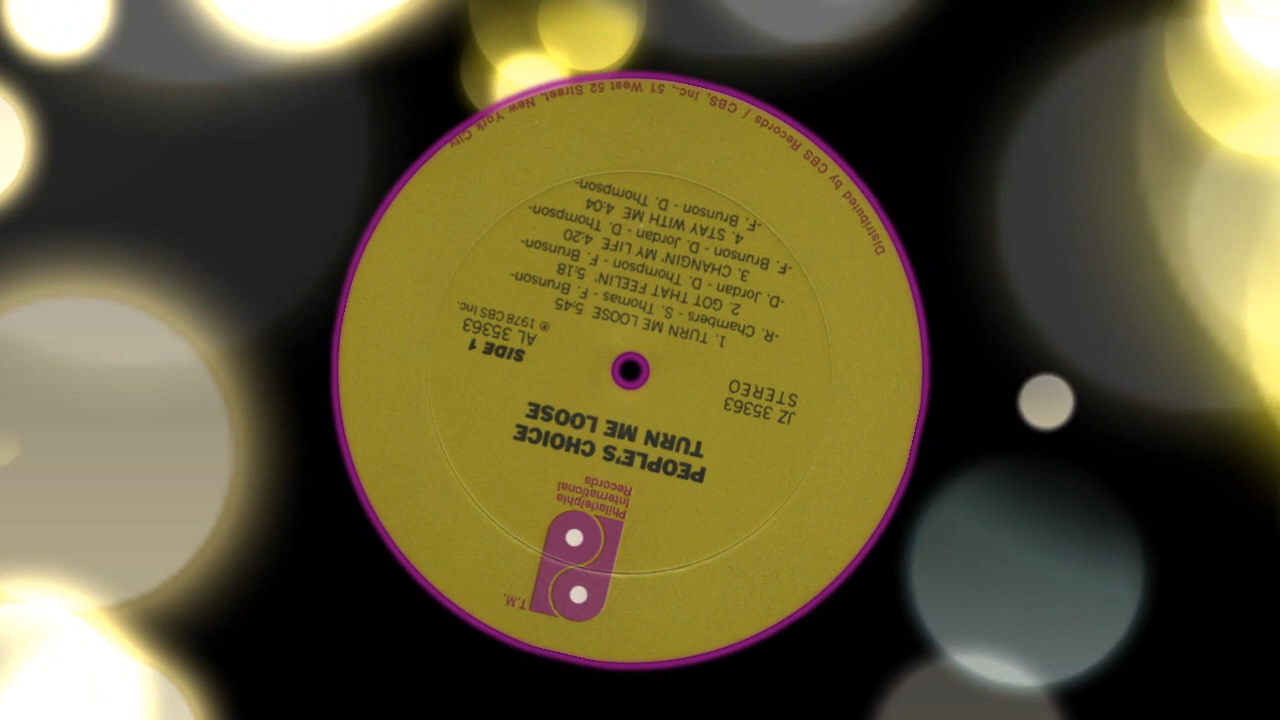 T.M.
Philadelphia
International
Records
PEOPLE'S CHOICE
TURN ME LOOSE
JZ 35363
STEREO
SIDE 1
AL 35363
℗ 1978 CBS Inc.
1. TURN ME LOOSE 5:45
-R. Chambers - S. Thomas - F. Brunson-
2. GOT THAT FEELIN' 5:18
-D. Jordan - D. Thompson - F. Brunson-
3. CHANGIN' MY LIFE 4:20
-F. Brunson - D. Jordan - D. Thompson-
4. STAY WITH ME 4:04
-F. Brunson - D. Thompson-
Distributed by CBS Records / CBS, Inc., 51 West 52 Street, New York City